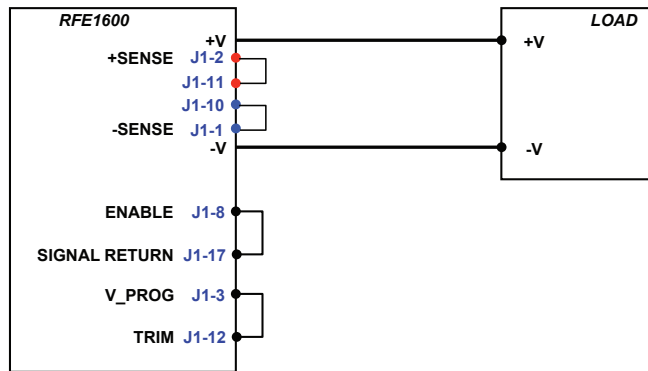 RFE1600
LOAD
+V
+V
+SENSE J1-2
J1-11
J1-10
-SENSE J1-1
-V
-V
ENABLE J1-8
SIGNAL RETURN J1-17
V_PROG J1-3
TRIM J1-12